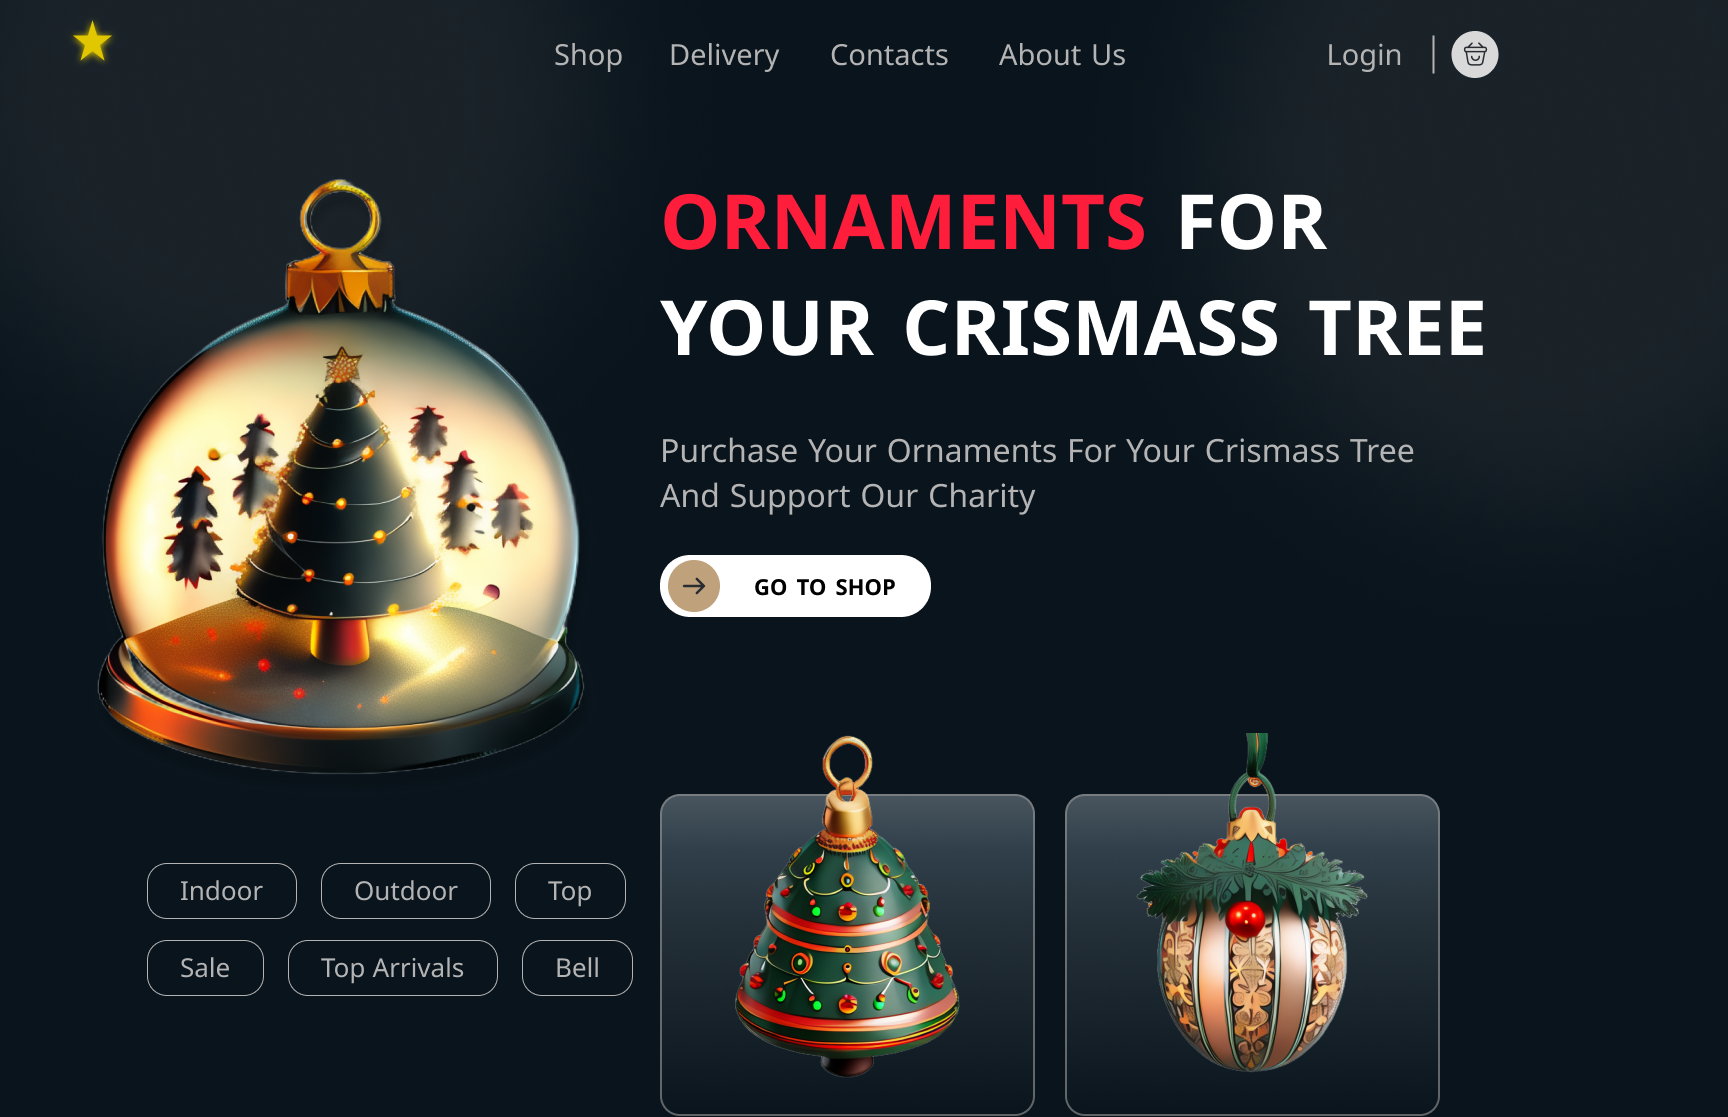 Shop Delivery Contacts About Us Login
ORNAMENTS FOR
YOUR CRISMASS TREE
Purchase Your Ornaments For Your Crismass Tree
And Support Our Charity
GO TO SHOP
Indoor Outdoor Top
Sale Top Arrivals Bell